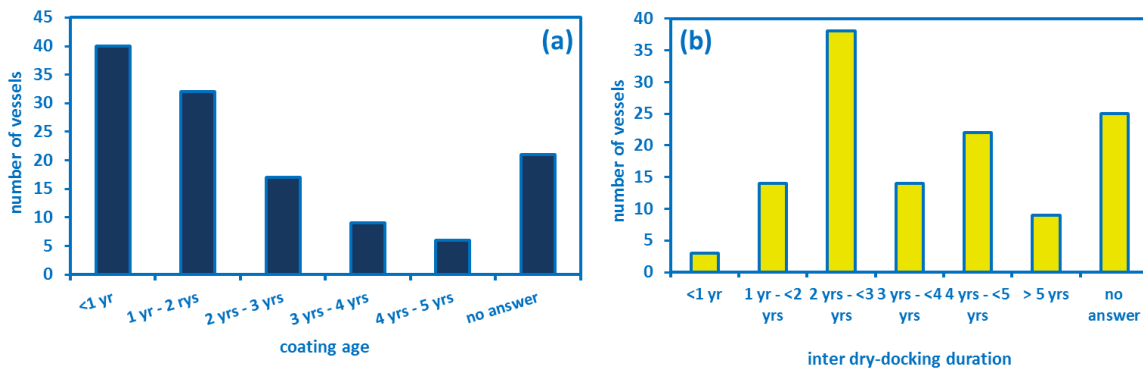 (a)
number of vessels
45
40
35
30
25
20
15
10
5
0
<1 yr
1 yr - 2 rys
2 yrs - 3 yrs
3 yrs - 4 yrs
4 yrs - 5 yrs
no answer
coating age
(b)
number of vessels
40
35
30
25
20
15
10
5
0
<1 yr
1 yr - <2
yrs
2 yrs - <3
yrs
3 yrs - <4
yrs
4 yrs - <5
yrs
> 5 yrs
no
answer
inter dry-docking duration